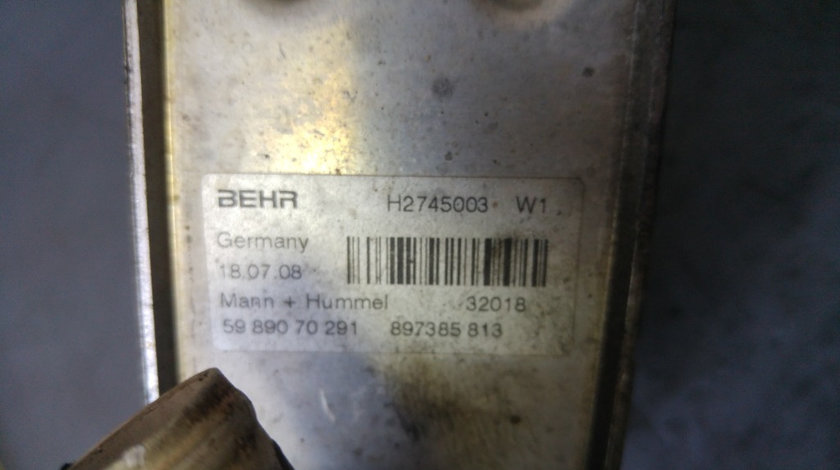 BEHR H2745003 W1
Germany
18.07.08
Mann + Hummel 32018
59 890 70 291 897385 813